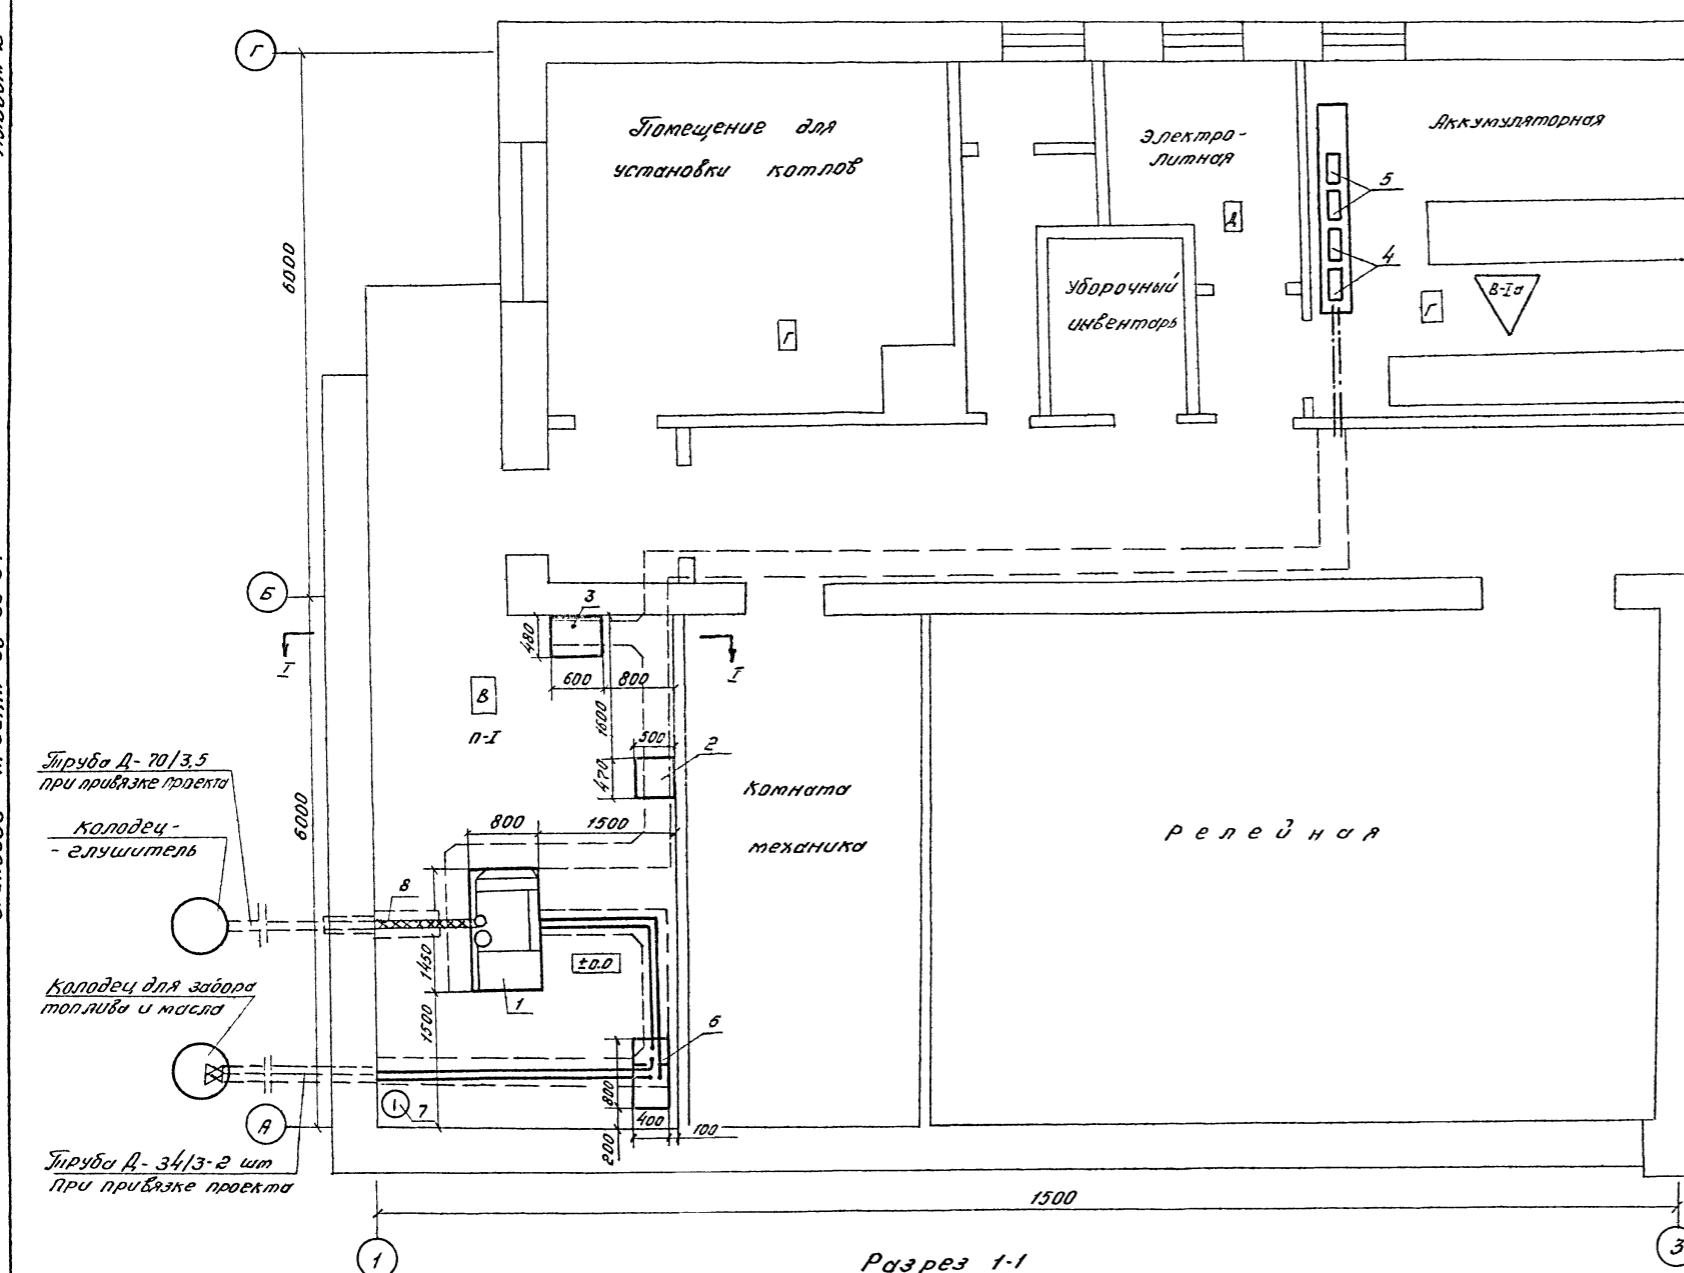 Г
Помещение для
установки котлов
Электро-
литная
Аккумуляторная
5
4
Д
Уборочный
инвентарь
6000
Г
Г
В-Iа
Б
3
480
I
I
600
800
1600
В
п-I
500
2
470
Труба Д-70/3,5
при привязке проекта
Колодец-
- глушитель
6000
800
1500
Комната
механика
Релейная
8
1450
±0.0
1
Колодец для забора
топлива и масла
1500
6
800
1
7
А
400
100
200
Труба Д-34/3-2 шт
При привязке проекта
1500
1
3
Разрез 1-1